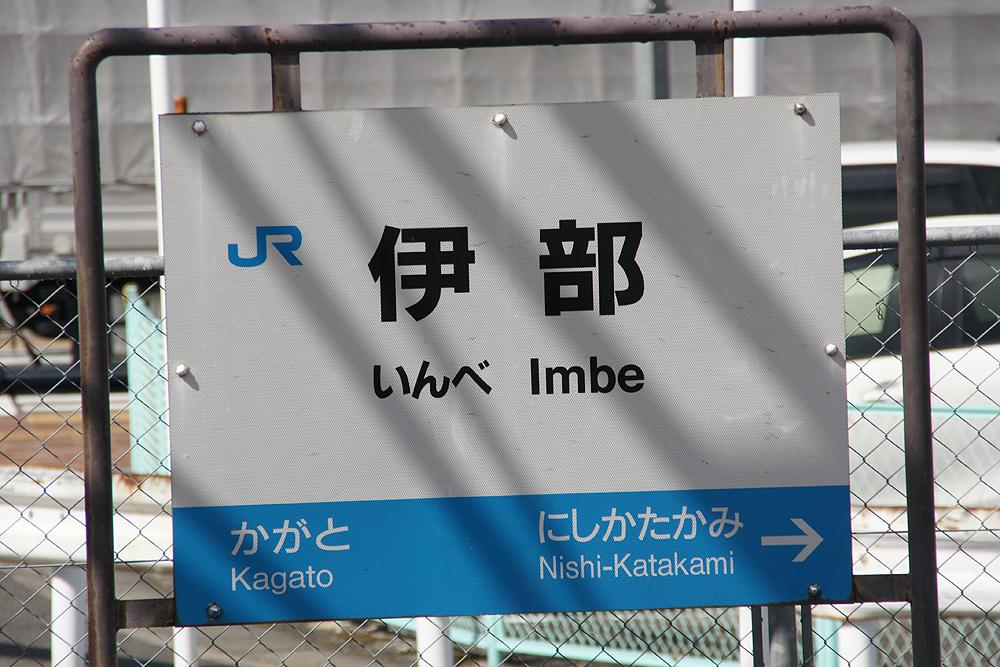 JR 伊部
いんべ Imbe
かがと にしかたかみ →
Kagato Nishi-Katakami